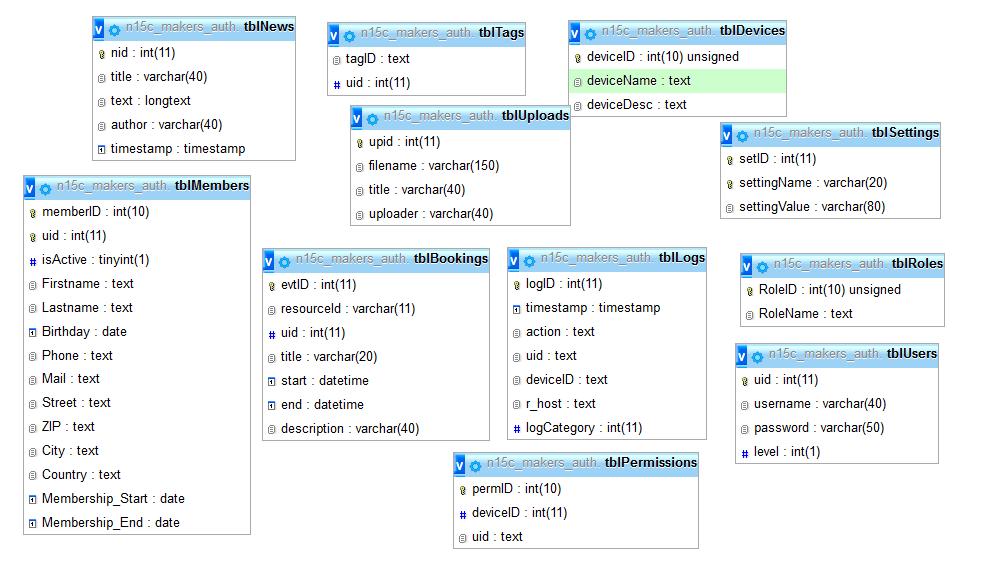 n15c_makers_auth. tblNews
nid : int(11)
title : varchar(40)
text : longtext
author : varchar(40)
timestamp : timestamp
n15c_makers_auth. tblTags
tagID : text
uid : int(11)
n15c_makers_auth. tblDevices
deviceID : int(10) unsigned
deviceName : text
deviceDesc : text
n15c_makers_auth. tblUploads
upid : int(11)
filename : varchar(150)
title : varchar(40)
uploader : varchar(40)
n15c_makers_auth. tblSettings
setID : int(11)
settingName : varchar(20)
settingValue : varchar(80)
n15c_makers_auth. tblMembers
memberID : int(10)
uid : int(11)
isActive : tinyint(1)
Firstname : text
Lastname : text
Birthday : date
Phone : text
Mail : text
Street : text
ZIP : text
City : text
Country : text
Membership_Start : date
Membership_End : date
n15c_makers_auth. tblBookings
evtID : int(11)
resourceId : varchar(11)
uid : int(11)
title : varchar(20)
start : datetime
end : datetime
description : varchar(40)
n15c_makers_auth. tblLogs
logID : int(11)
timestamp : timestamp
action : text
uid : text
deviceID : text
r_host : text
logCategory : int(11)
n15c_makers_auth. tblRoles
RoleID : int(10) unsigned
RoleName : text
n15c_makers_auth. tblUsers
uid : int(11)
username : varchar(40)
password : varchar(50)
level : int(1)
n15c_makers_auth. tblPermissions
permID : int(10)
deviceID : int(11)
uid : text